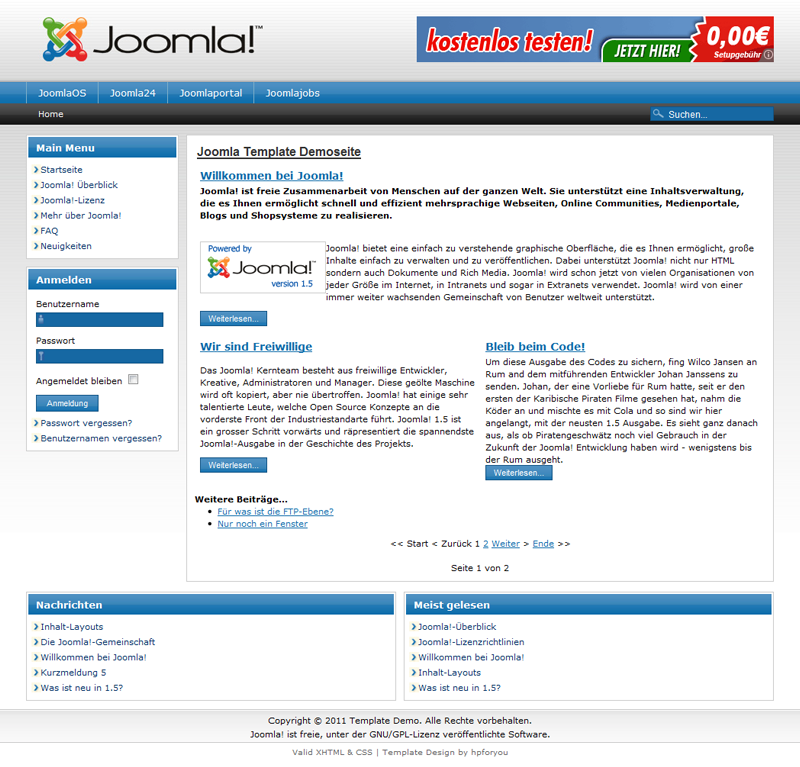 Joomla!™
kostenlos testen!
JETZT HIER!
0,00€
Setupgebühr
JoomlaOS Joomla24 Joomlaportal Joomlajobs
Home
Suchen...
Main Menu
Startseite
Joomla! Überblick
Joomla!-Lizenz
Mehr über Joomla!
FAQ
Neuigkeiten
Anmelden
Benutzername
Passwort
Angemeldet bleiben
Anmeldung
Passwort vergessen?
Benutzernamen vergessen?
Joomla Template Demoseite
Willkommen bei Joomla!
Joomla! ist freie Zusammenarbeit von Menschen auf der ganzen Welt. Sie unterstützt eine Inhaltsverwaltung,
die es Ihnen ermöglicht schnell und effizient mehrsprachige Webseiten, Online Communities, Medienportale,
Blogs und Shopsysteme zu realisieren.
Powered by
Joomla!™
version 1.5
Joomla! bietet eine einfach zu verstehende graphische Oberfläche, die es Ihnen ermöglicht, große
Inhalte einfach zu verwalten und zu veröffentlichen. Dabei unterstützt Joomla! nicht nur HTML
sondern auch Dokumente und Rich Media. Joomla! wird schon jetzt von vielen Organisationen von
jeder Größe im Internet, in Intranets und sogar in Extranets verwendet. Joomla! wird von einer
immer weiter wachsenden Gemeinschaft von Benutzer weltweit unterstützt.
Weiterlesen...
Wir sind Freiwillige
Das Joomla! Kernteam besteht aus freiwillige Entwickler,
Kreative, Administratoren und Manager. Diese geölte Maschine
wird oft kopiert, aber nie übertroffen. Joomla! hat einige sehr
talentierte Leute, welche Open Source Konzepte an die
vorderste Front der Industriestandarte führt. Joomla! 1.5 ist
ein grosser Schritt vorwärts und räpresentiert die spannendste
Joomla!-Ausgabe in der Geschichte des Projekts.
Weiterlesen...
Bleib beim Code!
Um diese Ausgabe des Codes zu sichern, fing Wilco Jansen an
Rum and dem mitführenden Entwickler Johan Janssens zu
senden. Johan, der eine Vorliebe für Rum hatte, seit er den
ersten der Karibische Piraten Filme gesehen hat, nahm die
Köder an und mischte es mit Cola und so sind wir hier
angelangt, mit der neusten 1.5 Ausgabe. Es sieht ganz danach
aus, als ob Piratengeschwätz noch viel Gebrauch in der
Zukunft der Joomla! Entwicklung haben wird - wenigstens bis
der Rum ausgeht.
Weiterlesen...
Weitere Beiträge...
Für was ist die FTP-Ebene?
Nur noch ein Fenster
<< Start < Zurück 1 2 Weiter > Ende >>
Seite 1 von 2
Nachrichten
Inhalt-Layouts
Die Joomla!-Gemeinschaft
Willkommen bei Joomla!
Kurzmeldung 5
Was ist neu in 1.5?
Meist gelesen
Joomla!-Überblick
Joomla!-Lizenzrichtlinien
Willkommen bei Joomla!
Inhalt-Layouts
Was ist neu in 1.5?
Copyright © 2011 Template Demo. Alle Rechte vorbehalten.
Joomla! ist freie, unter der GNU/GPL-Lizenz veröffentlichte Software.
Valid XHTML & CSS | Template Design by hpforyou